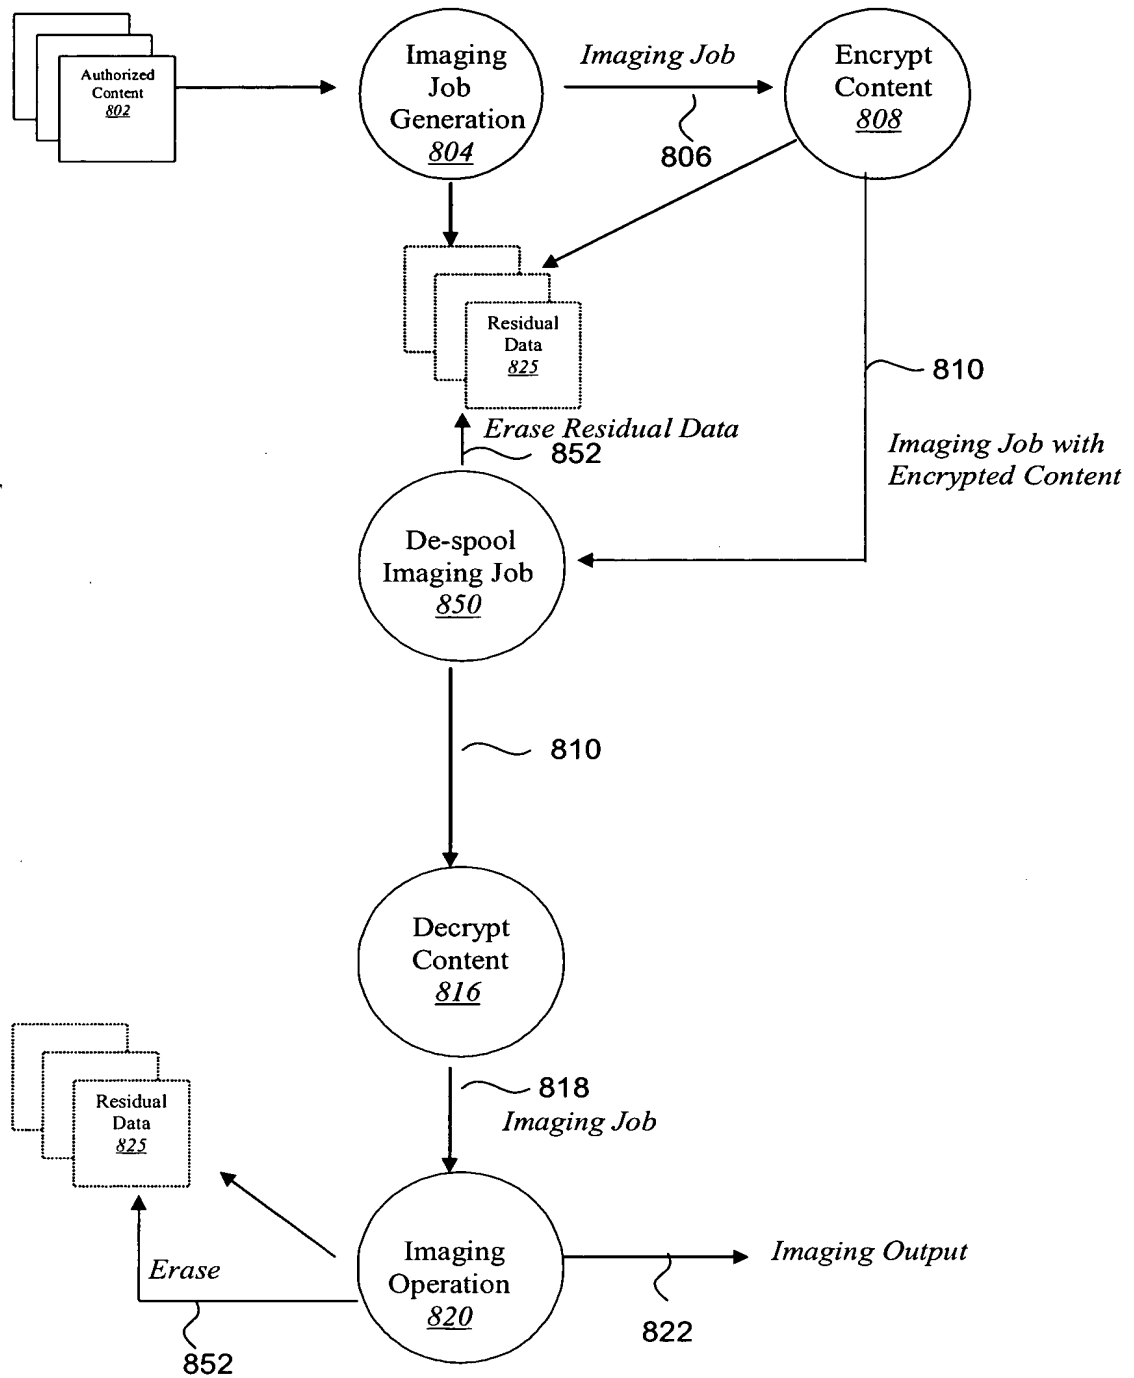 Authorized
Content
802
Imaging
Job
Generation
804
Imaging Job
806
Encrypt
Content
808
Residual
Data
825
810
Erase Residual Data
852
Imaging Job with
Encrypted Content
De-spool
Imaging Job
850
810
Decrypt
Content
816
818
Imaging Job
Residual
Data
825
Imaging
Operation
820
Imaging Output
822
Erase
852